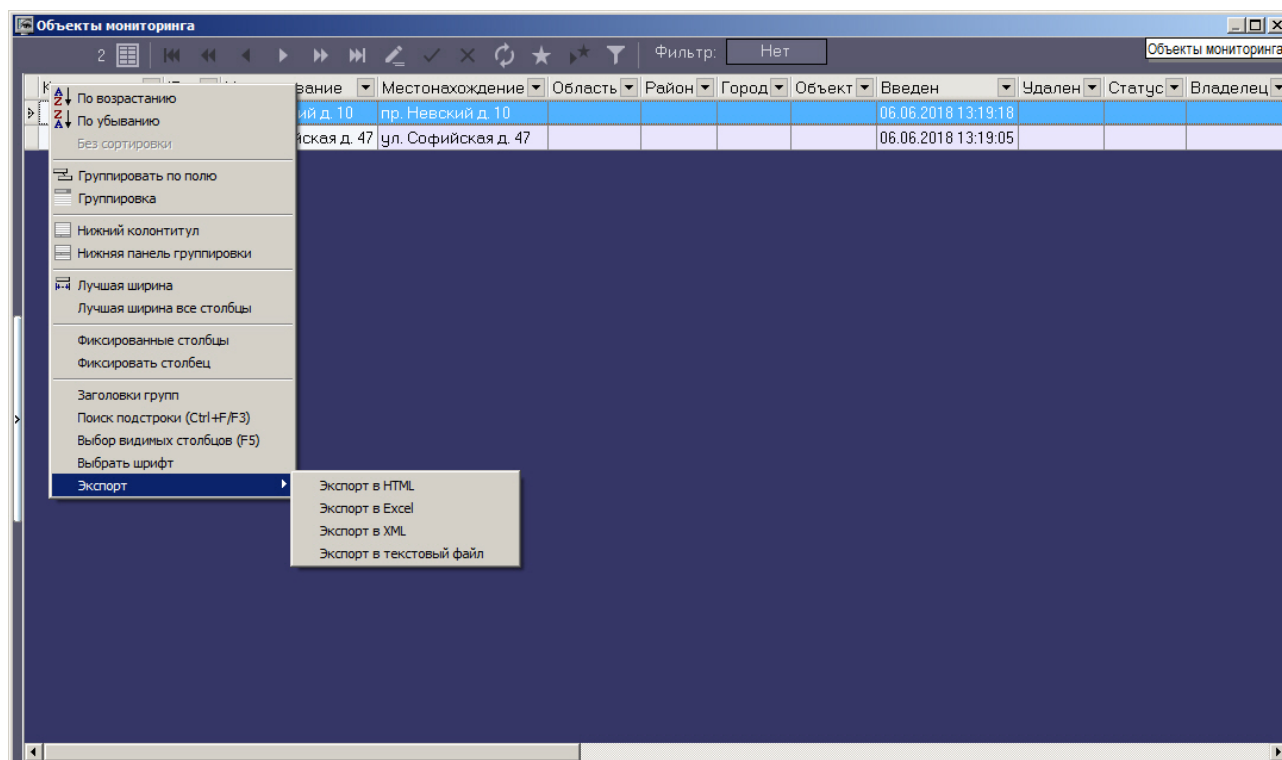 Объекты мониторинга
2 Фильтр: Нет
Объекты мониторинга
Местонахождение Область Район Город Объект Введен Удален Статус Владелец
пр. Невский д. 10 06.06.2018 13:19:18
д. 47 ул. Софийская д. 47 06.06.2018 13:19:05
По возрастанию
По убыванию
Без сортировки
Группировать по полю
Группировка
Нижний колонтитул
Нижняя панель группировки
Лучшая ширина
Лучшая ширина все столбцы
Фиксированные столбцы
Фиксировать столбец
Заголовки групп
Поиск подстроки (Ctrl+F/F3)
Выбор видимых столбцов (F5)
Выбрать шрифт
Экспорт
Экспорт в HTML
Экспорт в Excel
Экспорт в XML
Экспорт в текстовый файл